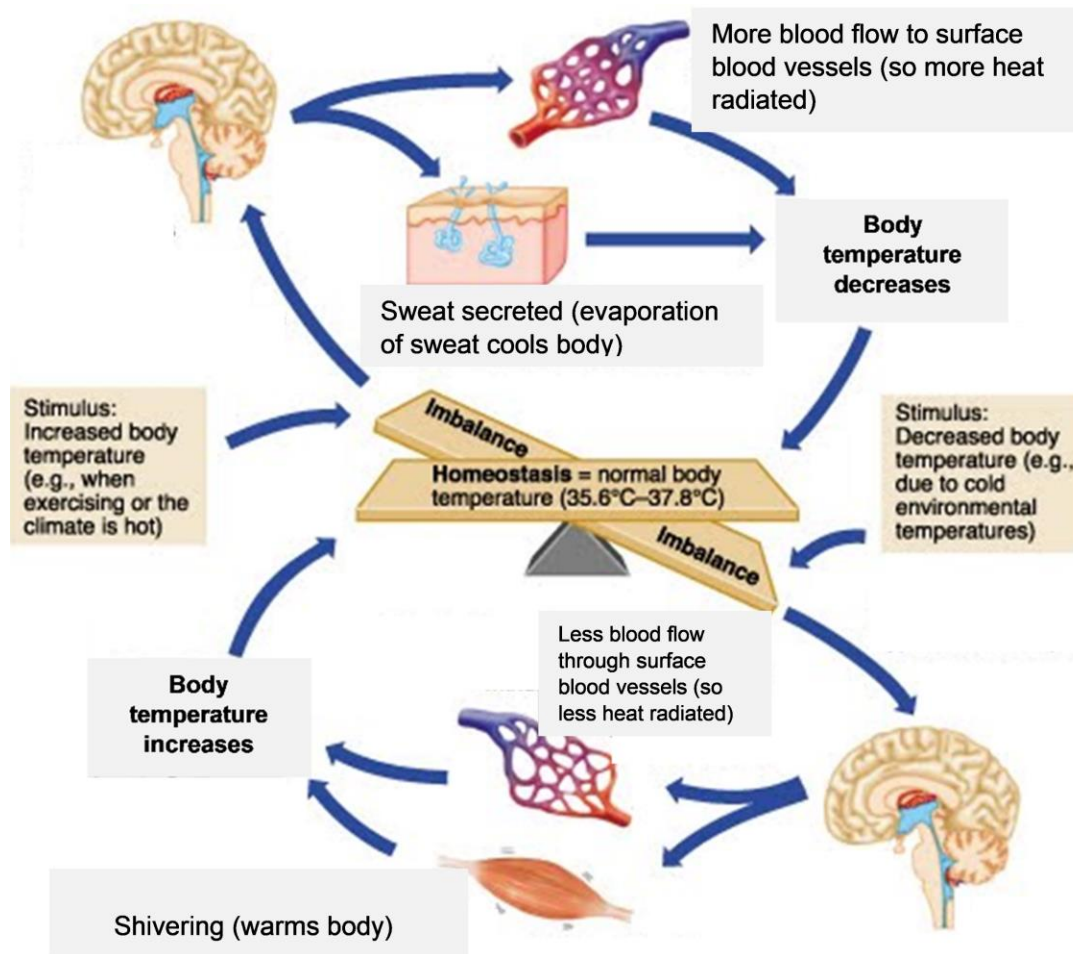 More blood flow to surface
blood vessels (so more heat
radiated)
Body
temperature
decreases
Sweat secreted (evaporation
of sweat cools body)
Stimulus:
Increased body
temperature
(e.g., when
exercising or the
climate is hot)
Imbalance
Homeostasis = normal body
temperature (35.6°C–37.8°C)
Imbalance
Stimulus:
Decreased body
temperature (e.g.,
due to cold
environmental
temperatures)
Less blood flow
through surface
blood vessels (so
less heat radiated)
Body
temperature
increases
Shivering (warms body)